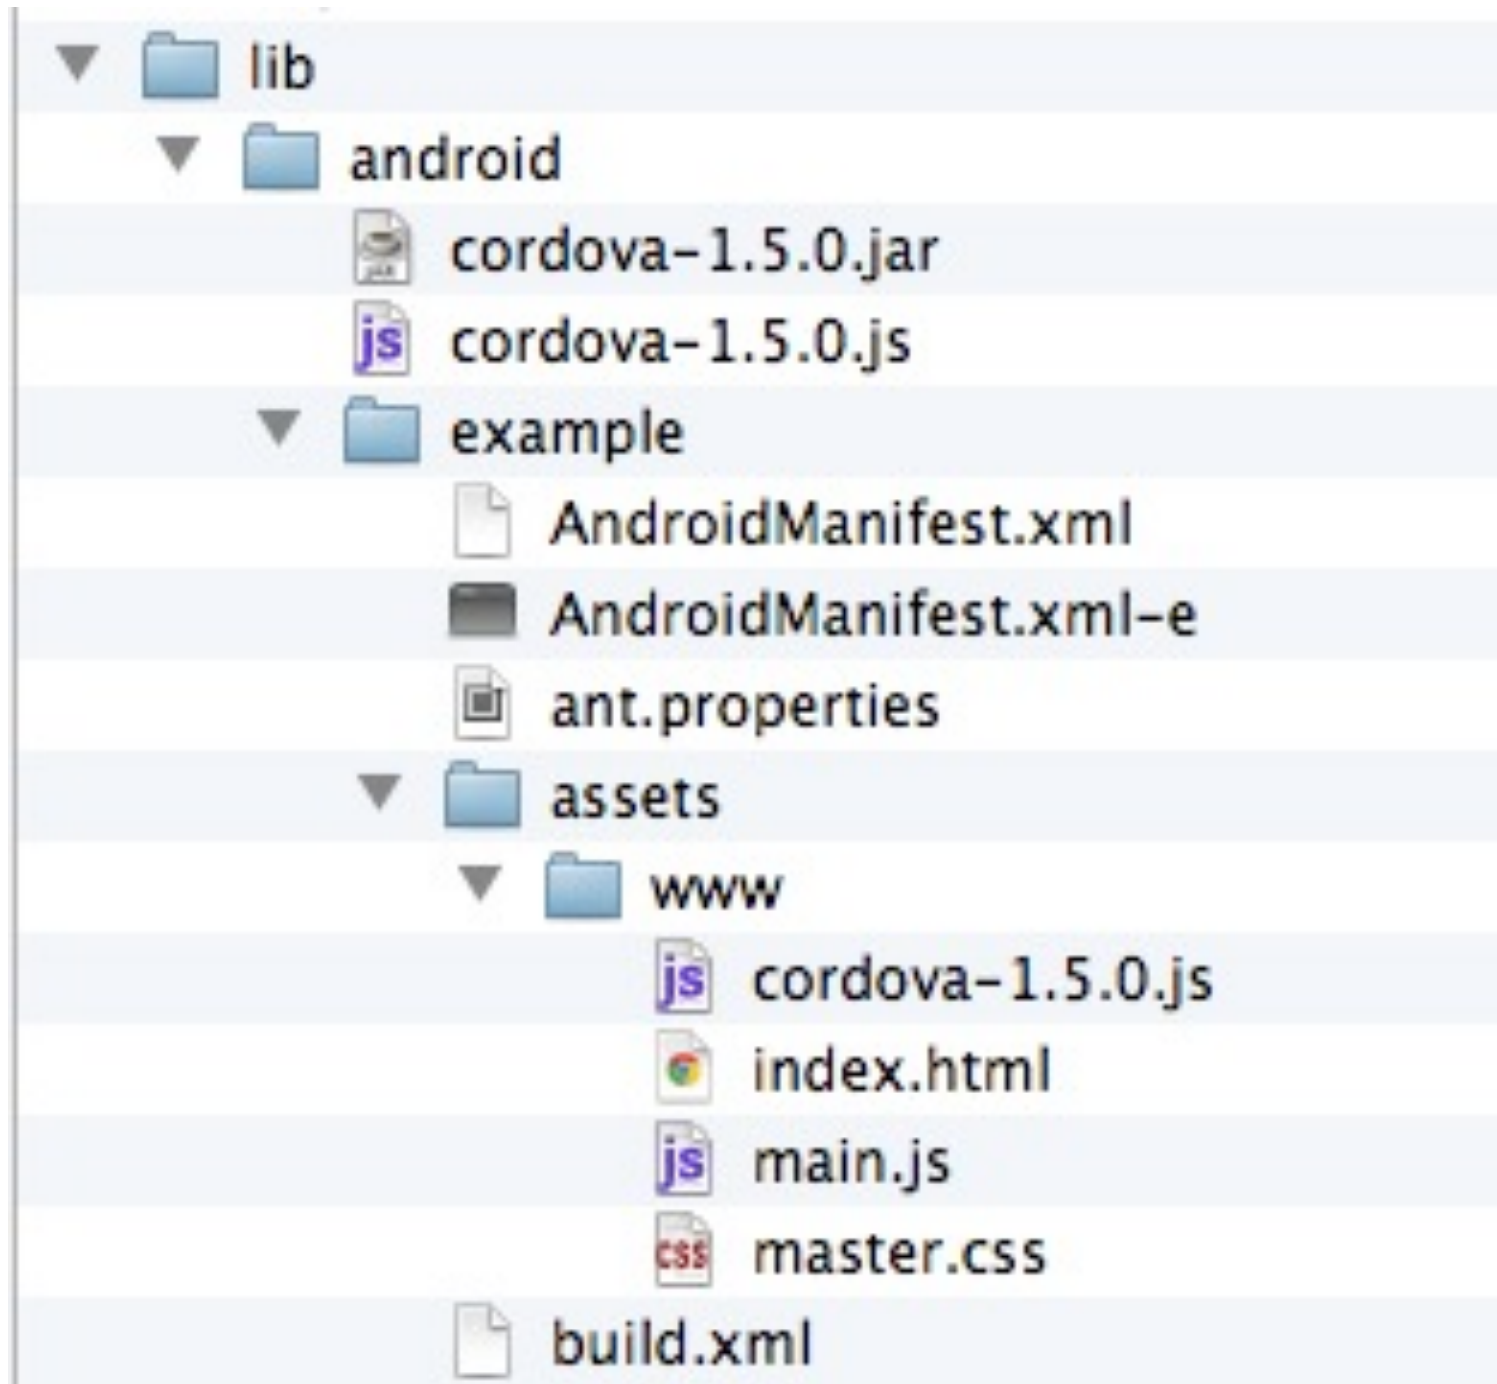 lib
android
cordova-1.5.0.jar
cordova-1.5.0.js
example
AndroidManifest.xml
AndroidManifest.xml-e
ant.properties
assets
www
cordova-1.5.0.js
index.html
main.js
master.css
build.xml